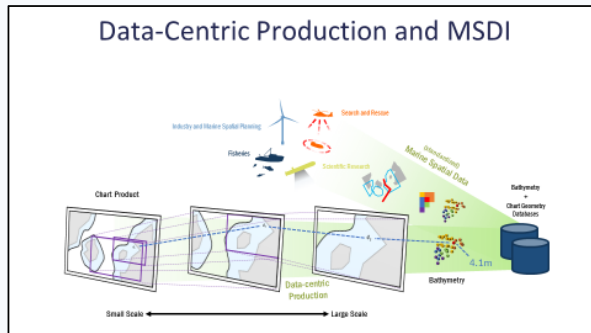 Data-Centric Production and MSDI
Industry and Marine Spatial Planning
Search and Rescue
Fisheries
Scientific Research
(standardized)
Marine Spatial Data
Chart Product
Bathymetry
+
Chart Geometry
Databases
Bathymetry
4.1m
Data-centric
Production
Small Scale
Large Scale